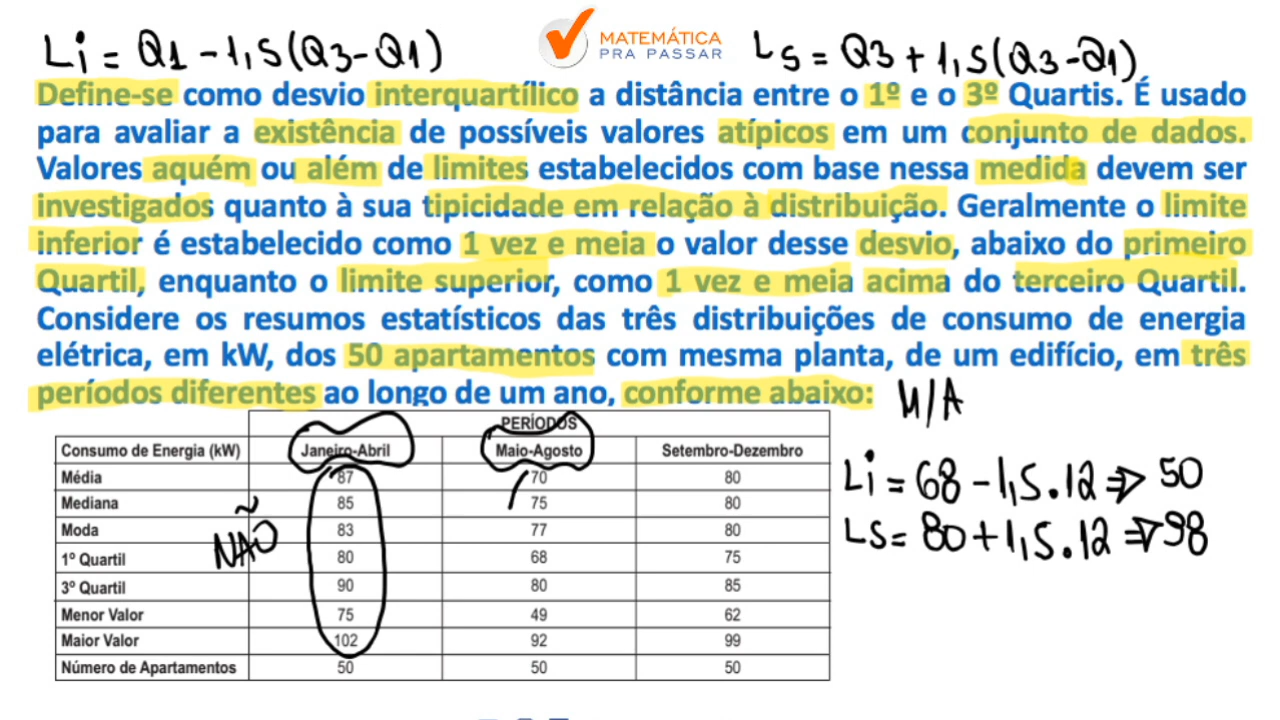 Li = Q1 - 1,5(Q3-Q1)
MATEMÁTICA
PRA PASSAR
Ls = Q3 + 1,5(Q3-Q1)
Define-se como desvio interquartílico a distância entre o 1º e o 3º Quartis. É usado
para avaliar a existência de possíveis valores atípicos em um conjunto de dados.
Valores aquém ou além de limites estabelecidos com base nessa medida devem ser
investigados quanto à sua tipicidade em relação à distribuição. Geralmente o limite
inferior é estabelecido como 1 vez e meia o valor desse desvio, abaixo do primeiro
Quartil, enquanto o limite superior, como 1 vez e meia acima do terceiro Quartil.
Considere os resumos estatísticos das três distribuições de consumo de energia
elétrica, em kW, dos 50 apartamentos com mesma planta, de um edifício, em três
períodos diferentes ao longo de um ano, conforme abaixo:
M/A
PERÍODOS
Consumo de Energia (kW) Janeiro-Abril Maio-Agosto Setembro-Dezembro
Média 87 70 80
Mediana 85 75 80
Moda 83 77 80
1º Quartil 80 68 75
3º Quartil 90 80 85
Menor Valor 75 49 62
Maior Valor 102 92 99
Número de Apartamentos 50 50 50
NÃO
Li = 68 - 1,5.12 ⇒ 50
Ls = 80 + 1,5.12 ⇒ 98